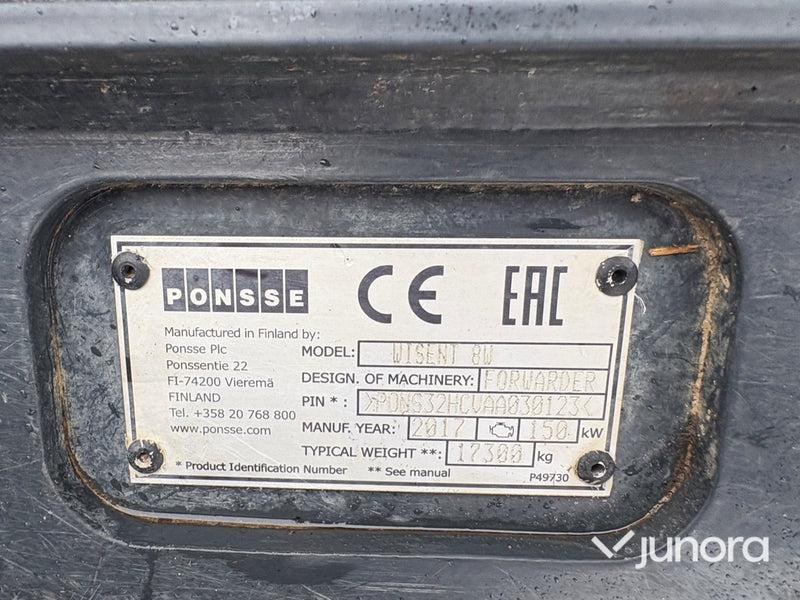 PONSSE
CE
EAC
Manufactured in Finland by:
Ponsse Plc
Ponssentie 22
FI-74200 Vieremä
FINLAND
Tel. +358 20 768 800
www.ponsse.com
MODEL: WISENT 8W
DESIGN. OF MACHINERY: FORWARDER
PIN * : >PONS32HCVAA030123<
MANUF. YEAR: 2017 150 kW
TYPICAL WEIGHT **: 17300 kg
* Product Identification Number ** See manual
P49730
junora